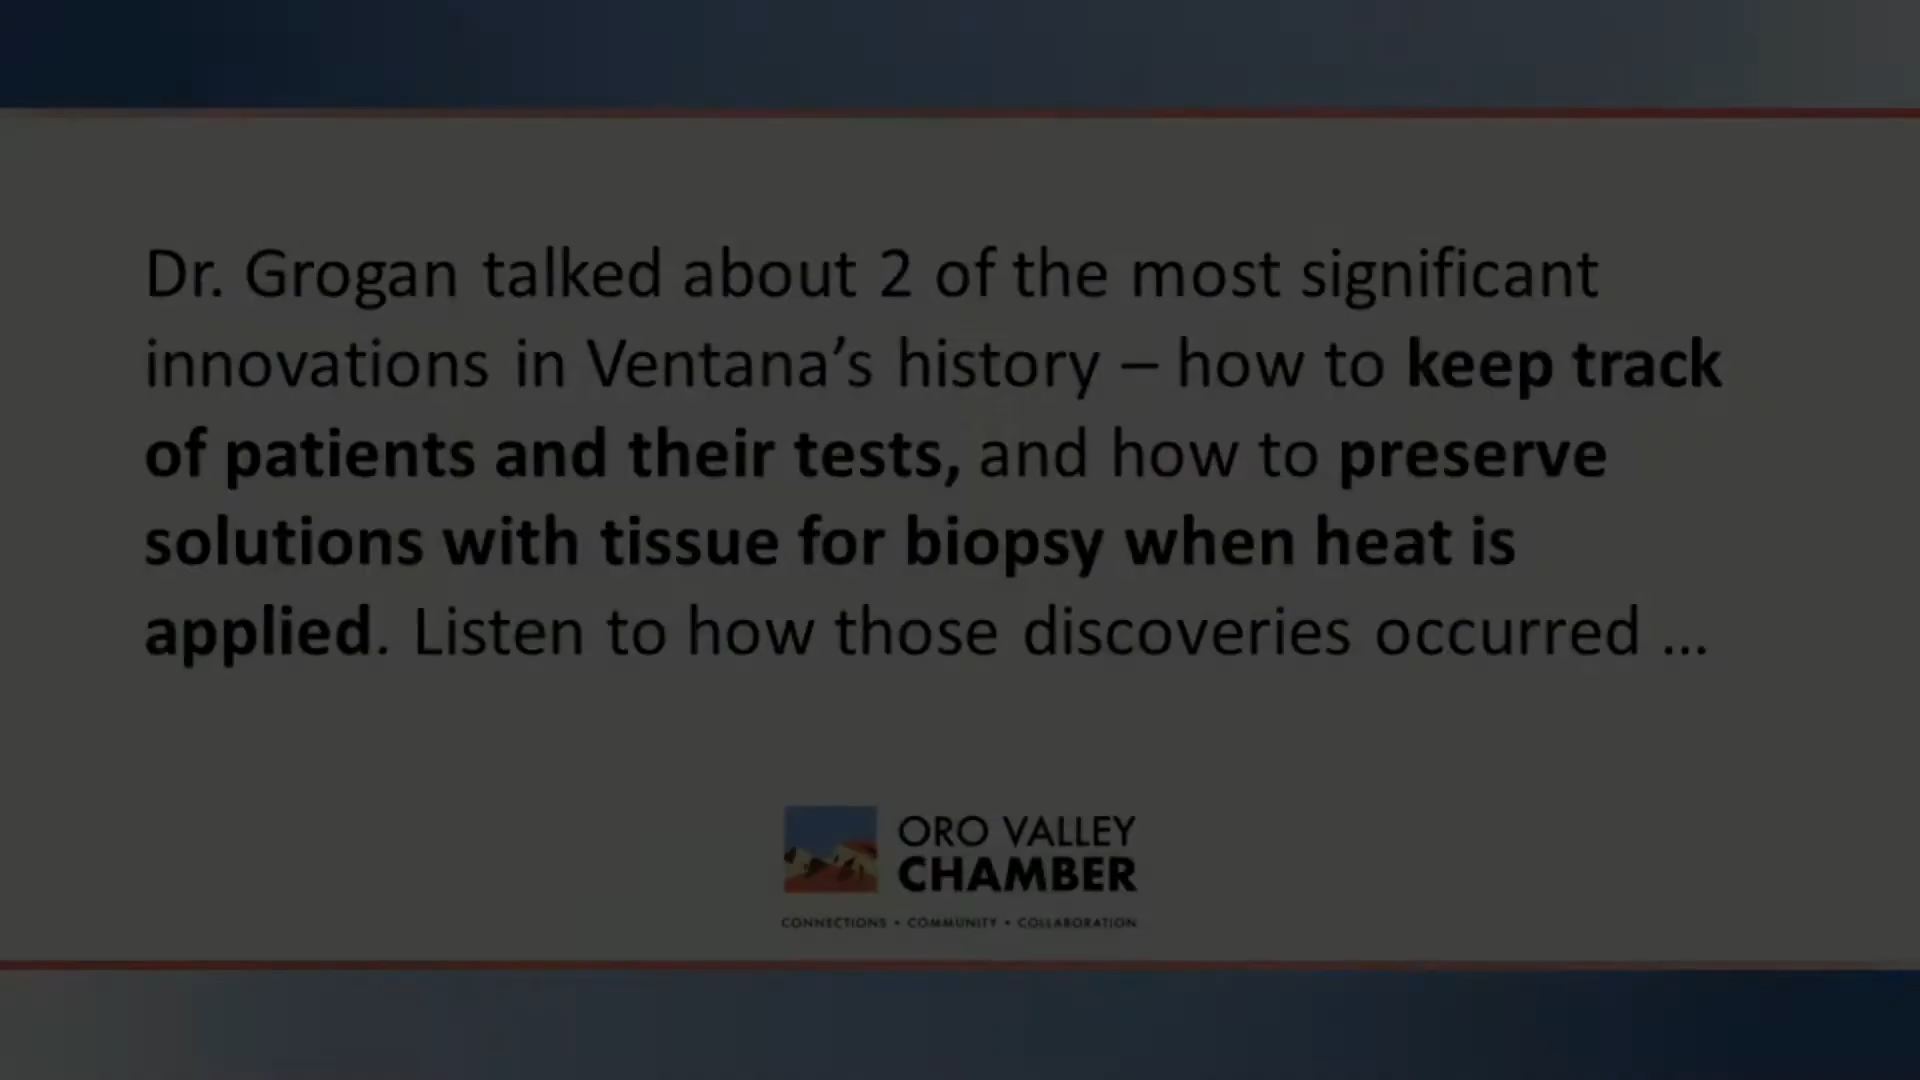 Dr. Grogan talked about 2 of the most significant
innovations in Ventana’s history – how to keep track
of patients and their tests, and how to preserve
solutions with tissue for biopsy when heat is
applied. Listen to how those discoveries occurred ...
ORO VALLEY
CHAMBER
CONNECTIONS • COMMUNITY • COLLABORATION